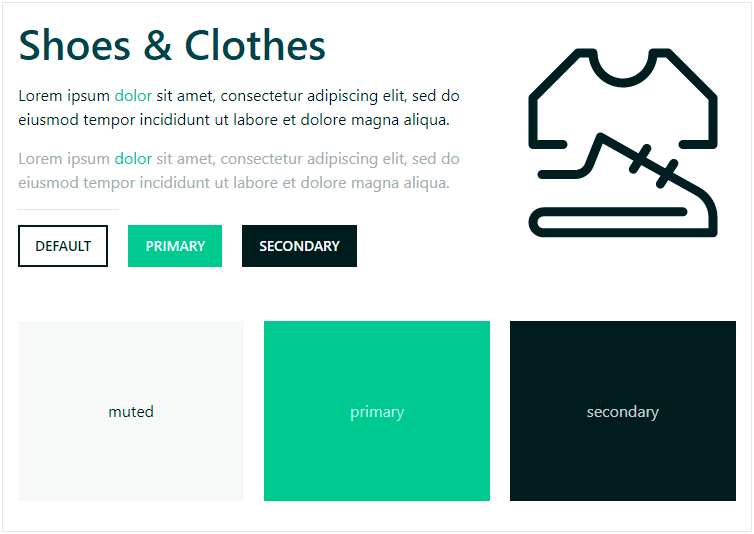 Shoes & Clothes
Lorem ipsum dolor sit amet, consectetur adipiscing elit, sed do
eiusmod tempor incididunt ut labore et dolore magna aliqua.
Lorem ipsum dolor sit amet, consectetur adipiscing elit, sed do
eiusmod tempor incididunt ut labore et dolore magna aliqua.
DEFAULT PRIMARY SECONDARY
muted primary secondary